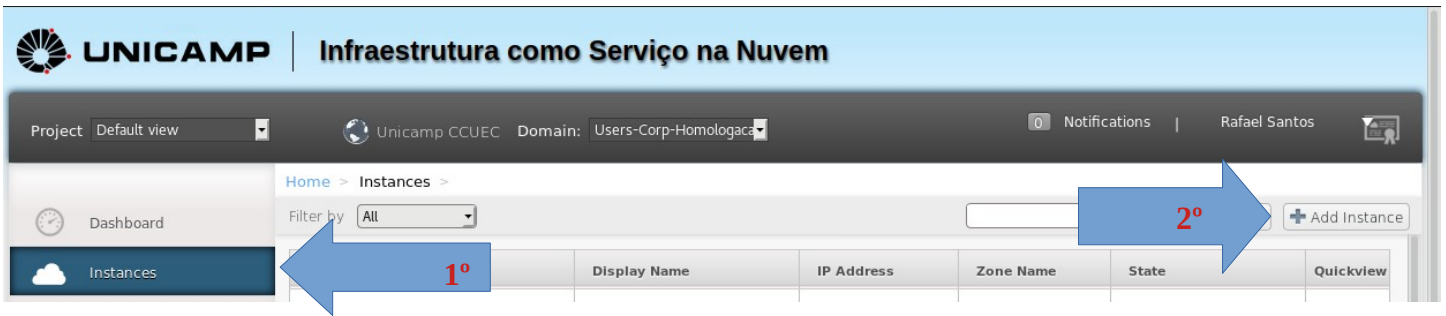 UNICAMP Infraestrutura como Serviço na Nuvem
Project Default view Unicamp CCUEC Domain: Users-Corp-Homologaca 0 Notifications | Rafael Santos
Home > Instances >
Dashboard
Filter by All 2º Add Instance
Instances
1º Display Name IP Address Zone Name State Quickview